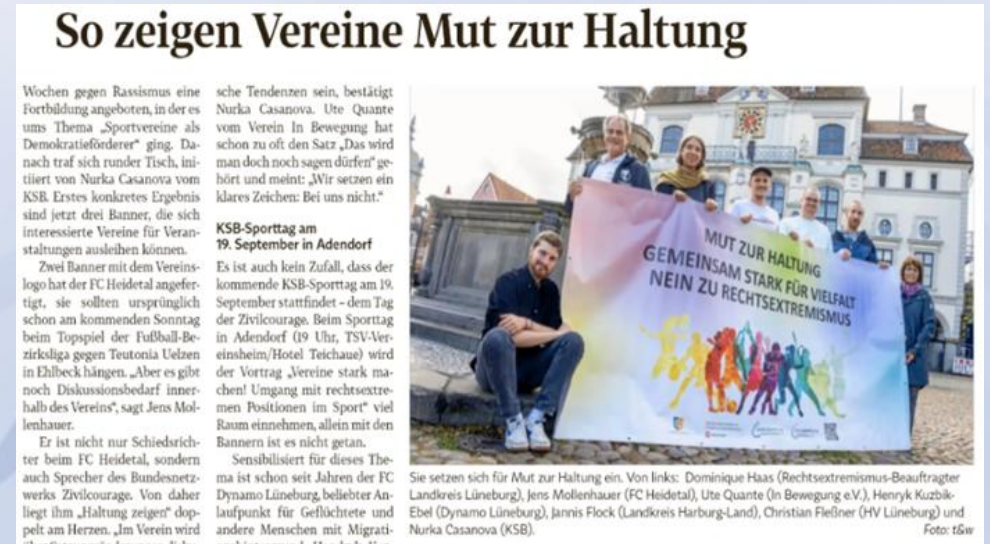 So zeigen Vereine Mut zur Haltung
Wochen gegen Rassismus eine
Fortbildung angeboten, in der es
ums Thema „Sportvereine als
Demokratieförderer“ ging. Da-
nach traf sich runder Tisch, ini-
tiiert von Nurka Casanova vom
KSB. Erstes konkretes Ergebnis
sind jetzt drei Banner, die sich
interessierte Vereine für Veran-
staltungen ausleihen können.
Zwei Banner mit dem Vereins-
logo hat der FC Heidetal angefer-
tigt, sie sollten ursprünglich
schon am kommenden Sonntag
beim Topspiel der Fußball-Be-
zirksliga gegen Teutonia Uelzen
in Ehlbeck hängen. „Aber es gibt
noch Diskussionsbedarf inner-
halb des Vereins“, sagt Jens Mol-
lenhauer.
Er ist nicht nur Schiedsrich-
ter beim FC Heidetal, sondern
auch Sprecher des Bundesnetz-
werks Zivilcourage. Von daher
liegt ihm „Haltung zeigen“ dop-
pelt am Herzen. „Im Verein wird
sche Tendenzen sein, bestätigt
Nurka Casanova. Ute Quante
vom Verein In Bewegung hat
schon zu oft den Satz „Das wird
man doch noch sagen dürfen“ ge-
hört und meint: „Wir setzen ein
klares Zeichen: Bei uns nicht.“
KSB-Sporttag am
19. September in Adendorf
Es ist auch kein Zufall, dass der
kommende KSB-Sporttag am 19.
September stattfindet – dem Tag
der Zivilcourage. Beim Sporttag
in Adendorf (19 Uhr, TSV-Ver-
einsheim/Hotel Teichaue) wird
der Vortrag „Vereine stark ma-
chen! Umgang mit rechtsextre-
men Positionen im Sport“ viel
Raum einnehmen, allein mit den
Bannern ist es nicht getan.
Sensibilisiert für dieses The-
ma ist schon seit Jahren der FC
Dynamo Lüneburg, beliebter An-
laufpunkt für Geflüchtete und
andere Menschen mit Migrati-
MUT ZUR HALTUNG
GEMEINSAM STARK FÜR VIELFALT
NEIN ZU RECHTSEXTREMISMUS
Sie setzen sich für Mut zur Haltung ein. Von links: Dominique Haas (Rechtsextremismus-Beauftragter
Landkreis Lüneburg), Jens Mollenhauer (FC Heidetal), Ute Quante (In Bewegung e.V.), Henryk Kuzbik-
Ebel (Dynamo Lüneburg), Jannis Flock (Landkreis Harburg-Land), Christian Fleßner (HV Lüneburg) und
Nurka Casanova (KSB).
Foto: t&w